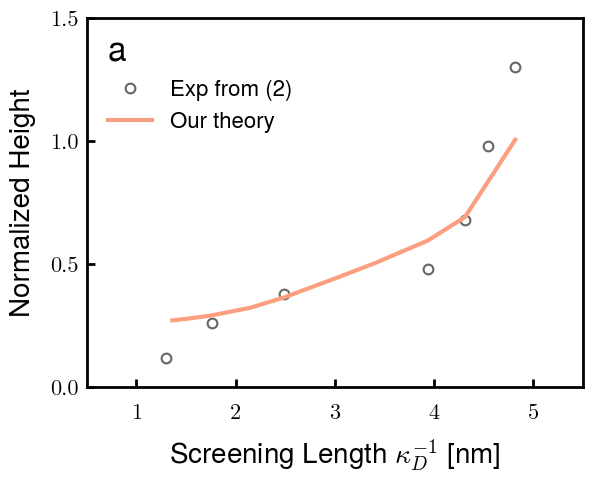 a
Exp from (2)
Our theory
Normalized Height
1.5
1.0
0.5
0.0
1 2 3 4 5
Screening Length κ_D^{-1} [nm]